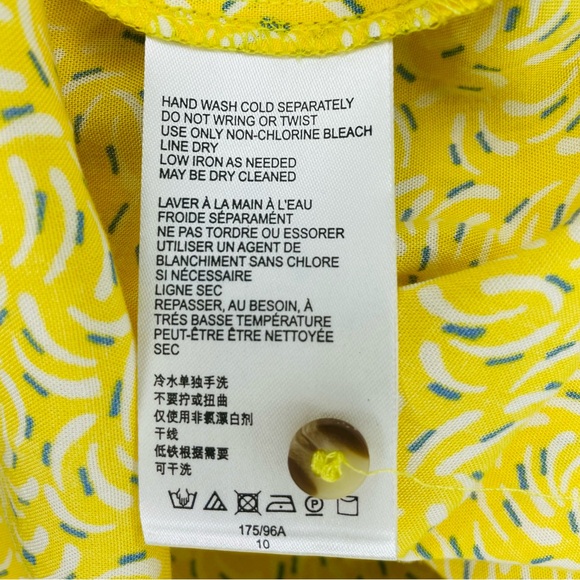 HAND WASH COLD SEPARATELY
DO NOT WRING OR TWIST
USE ONLY NON-CHLORINE BLEACH
LINE DRY
LOW IRON AS NEEDED
MAY BE DRY CLEANED
LAVER À LA MAIN À L'EAU
FROIDE SÉPARAMÉNT
NE PAS TORDRE OU ESSORER
UTILISER UN AGENT DE
BLANCHIMENT SANS CHLORE
SI NÉCESSAIRE
LIGNE SEC
REPASSER, AU BESOIN, À
TRÉS BASSE TEMPÉRATURE
PEUT-ÊTRE ÊTRE NETTOYÉE
SEC
冷水单独手洗
不要拧或扭曲
仅使用非氯漂白剂
干线
低铁根据需要
可干洗
P
175/96A
10